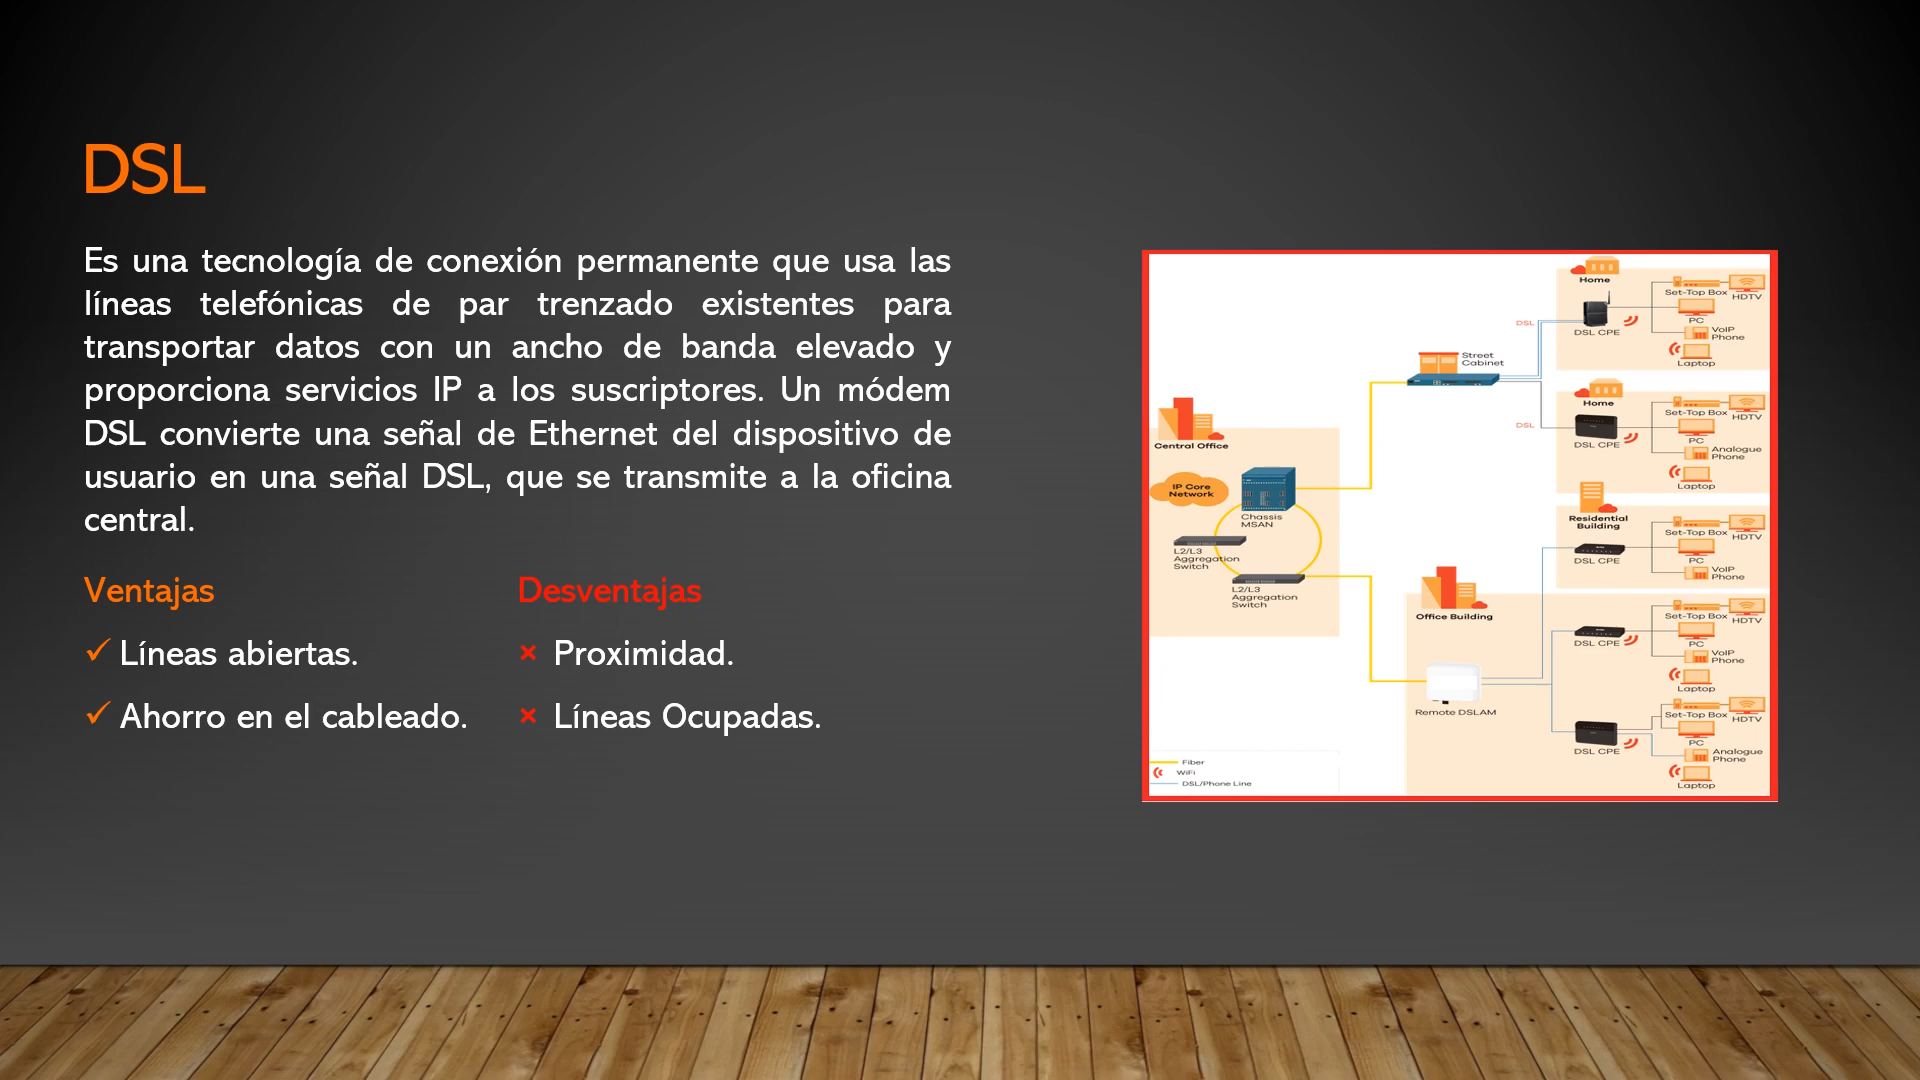 DSL
Es una tecnología de conexión permanente que usa las
líneas telefónicas de par trenzado existentes para
transportar datos con un ancho de banda elevado y
proporciona servicios IP a los suscriptores. Un módem
DSL convierte una señal de Ethernet del dispositivo de
usuario en una señal DSL, que se transmite a la oficina
central.
Ventajas
Líneas abiertas.
Ahorro en el cableado.
Desventajas
Proximidad.
Líneas Ocupadas.
Central Office
IP Core
Network
Chassis
MSAN
L2/L3
Aggregation
Switch
L2/L3
Aggregation
Switch
Fiber
WiFi
DSL/Phone Line
Street
Cabinet
DSL
DSL
Office Building
Remote DSLAM
Home
DSL CPE
Set-Top Box
HDTV
PC
VoIP
Phone
Laptop
Home
DSL CPE
Set-Top Box
HDTV
PC
Analogue
Phone
Laptop
Residential
Building
DSL CPE
Set-Top Box
HDTV
PC
VoIP
Phone
DSL CPE
Set-Top Box
HDTV
PC
VoIP
Phone
Laptop
DSL CPE
Set-Top Box
HDTV
PC
Analogue
Phone
Laptop